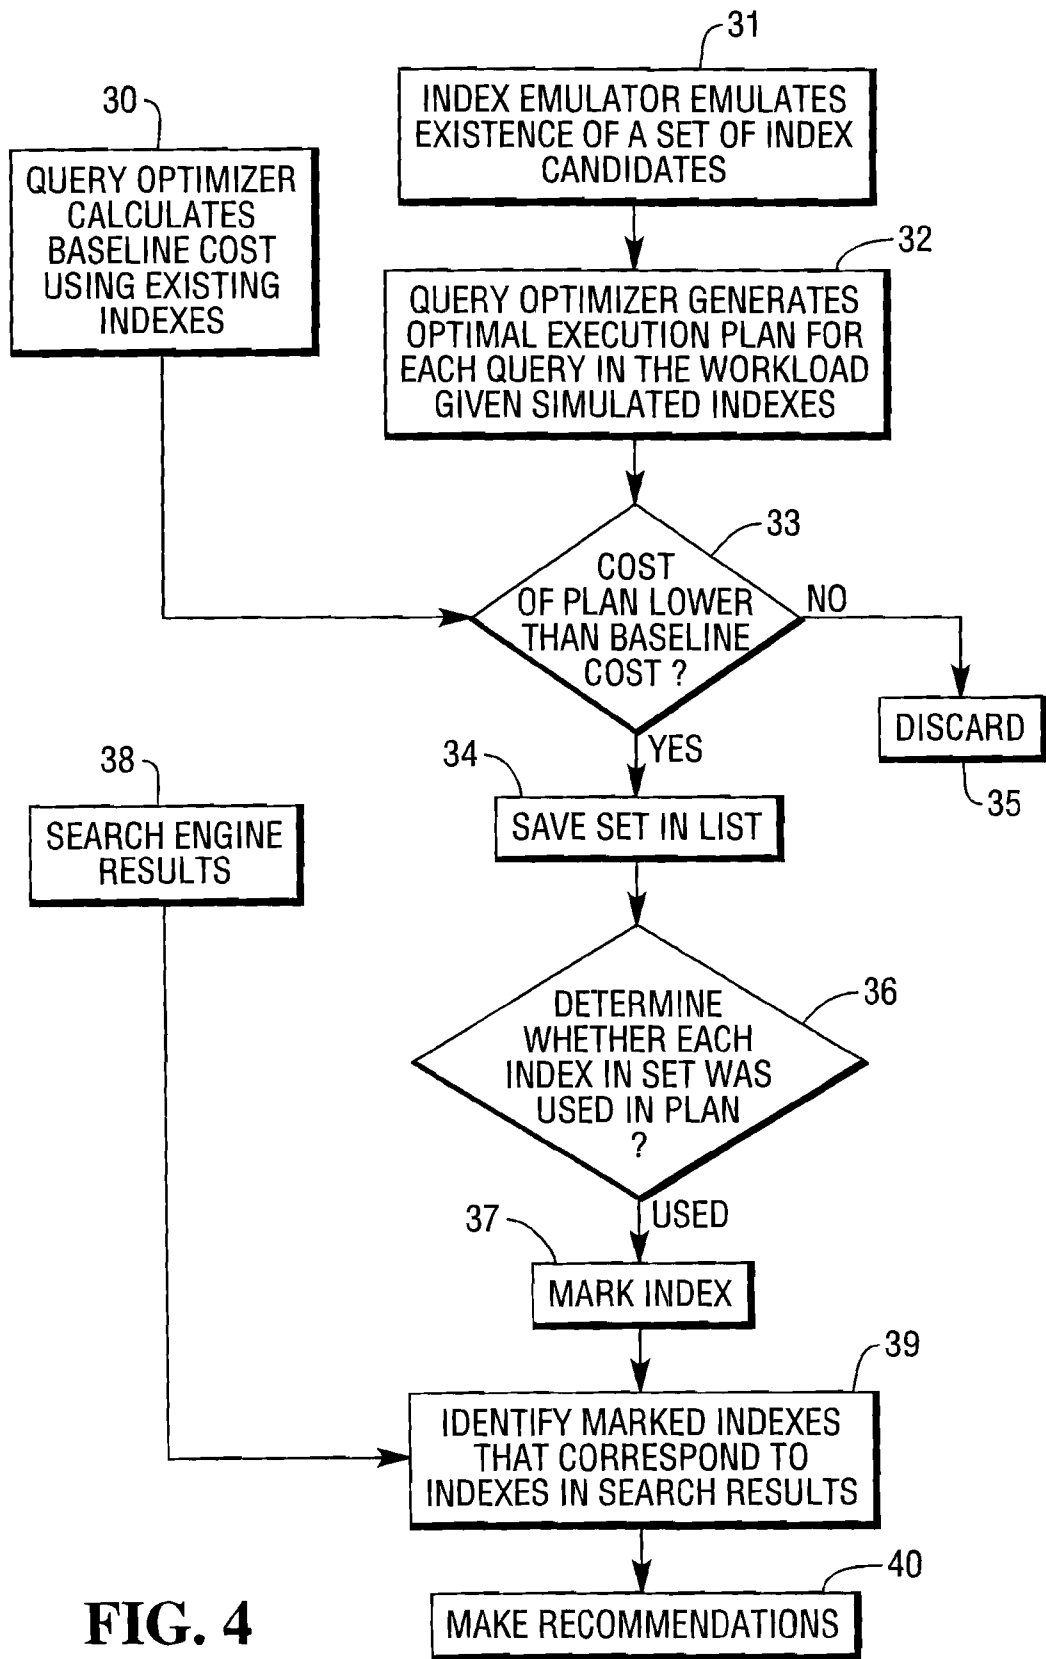 31
INDEX EMULATOR EMULATES
EXISTENCE OF A SET OF INDEX
CANDIDATES
30
QUERY OPTIMIZER
CALCULATES
BASELINE COST
USING EXISTING
INDEXES
32
QUERY OPTIMIZER GENERATES
OPTIMAL EXECUTION PLAN FOR
EACH QUERY IN THE WORKLOAD
GIVEN SIMULATED INDEXES
33
COST
OF PLAN LOWER
THAN BASELINE
COST ?
NO
DISCARD
35
YES
34
SAVE SET IN LIST
38
SEARCH ENGINE
RESULTS
36
DETERMINE
WHETHER EACH
INDEX IN SET WAS
USED IN PLAN
?
USED
37
MARK INDEX
39
IDENTIFY MARKED INDEXES
THAT CORRESPOND TO
INDEXES IN SEARCH RESULTS
40
MAKE RECOMMENDATIONS
FIG. 4